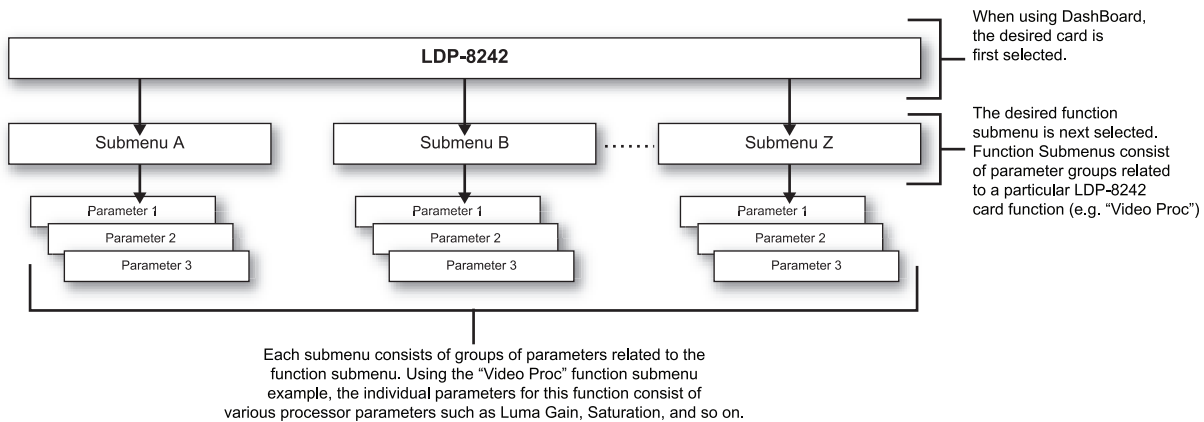 When using DashBoard,
the desired card is
first selected.
LDP-8242
The desired function
submenu is next selected.
Function Submenus consist
of parameter groups related
to a particular LDP-8242
card function (e.g. “Video Proc”)
Submenu A
Submenu B
Submenu Z
Parameter 1
Parameter 2
Parameter 3
Parameter 1
Parameter 2
Parameter 3
Parameter 1
Parameter 2
Parameter 3
Each submenu consists of groups of parameters related to the
function submenu. Using the “Video Proc” function submenu
example, the individual parameters for this function consist of
various processor parameters such as Luma Gain, Saturation, and so on.